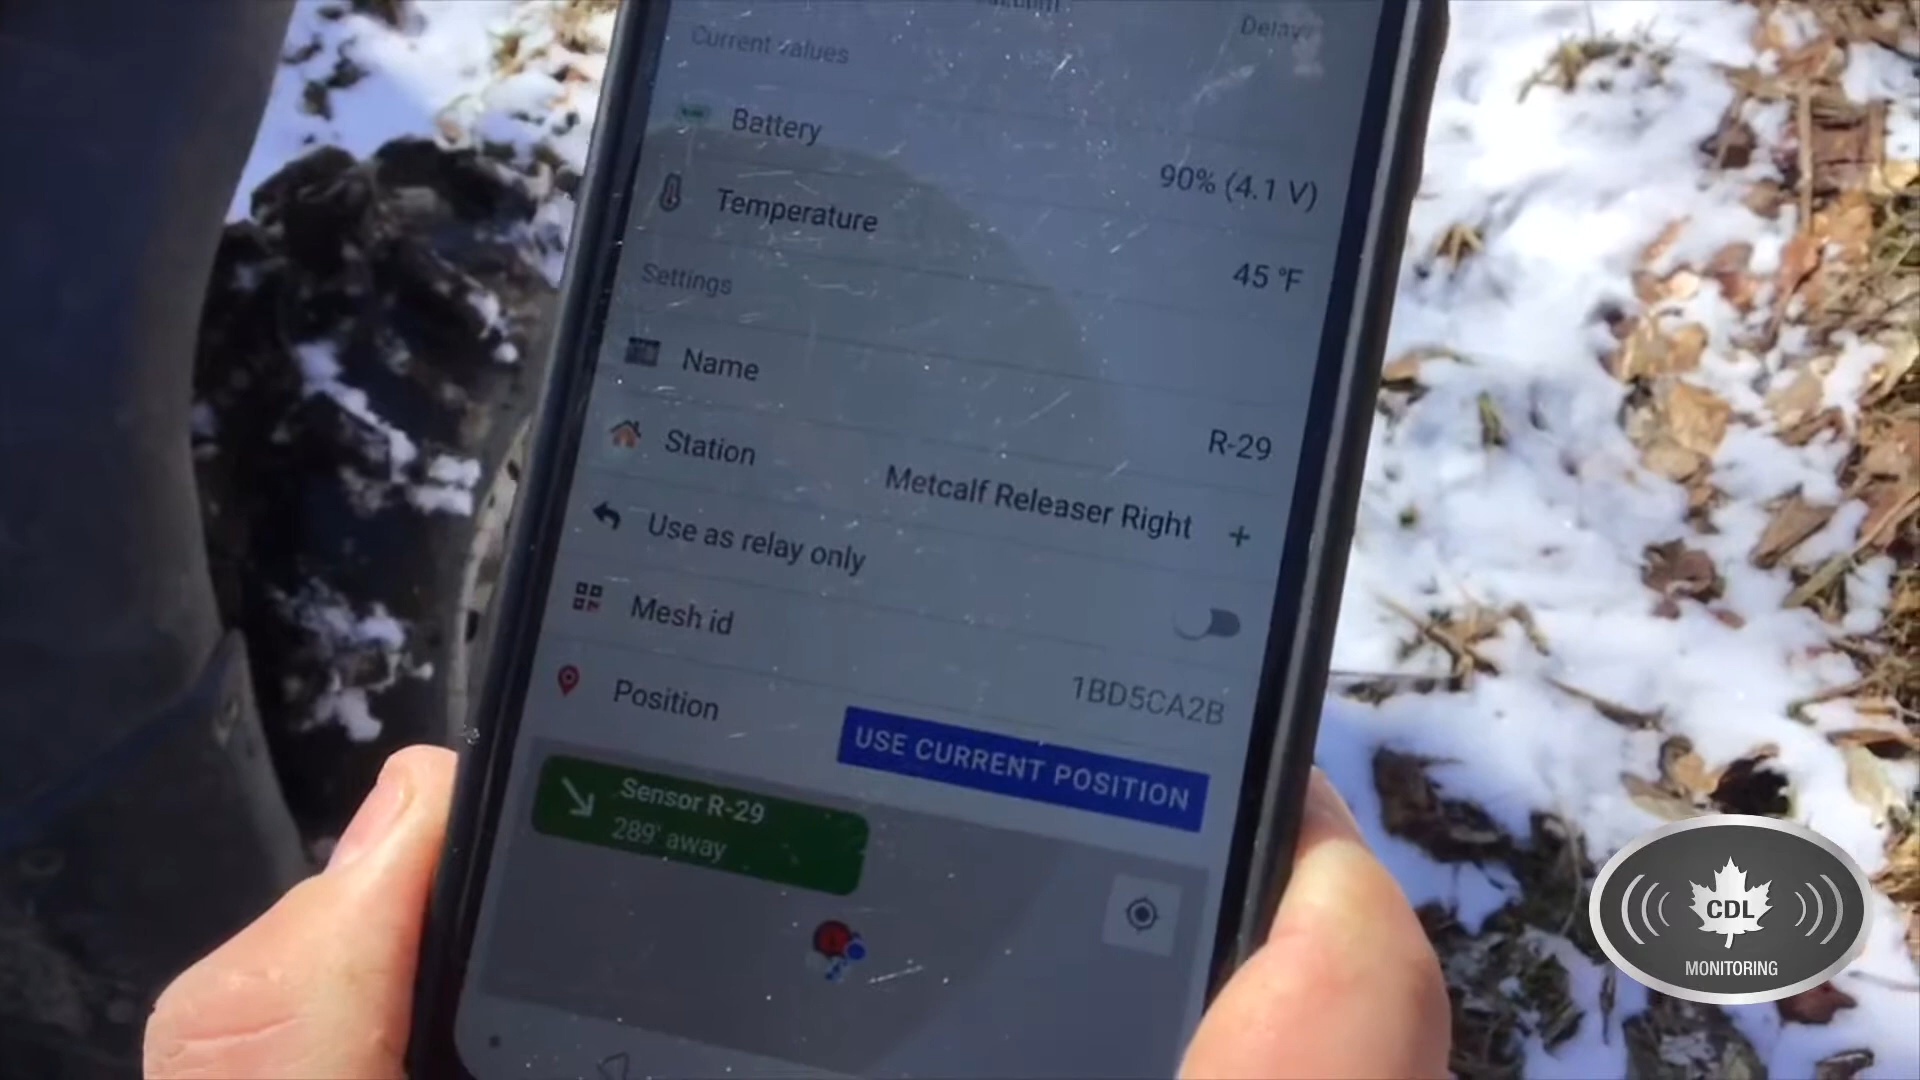 Delay
Current values
Battery
90% (4.1 V)
Temperature
45 °F
Settings
Name
R-29
Station
Metcalf Releaser Right +
Use as relay only
Mesh id
1BD5CA2B
Position
USE CURRENT POSITION
Sensor R-29
289' away
CDL
MONITORING